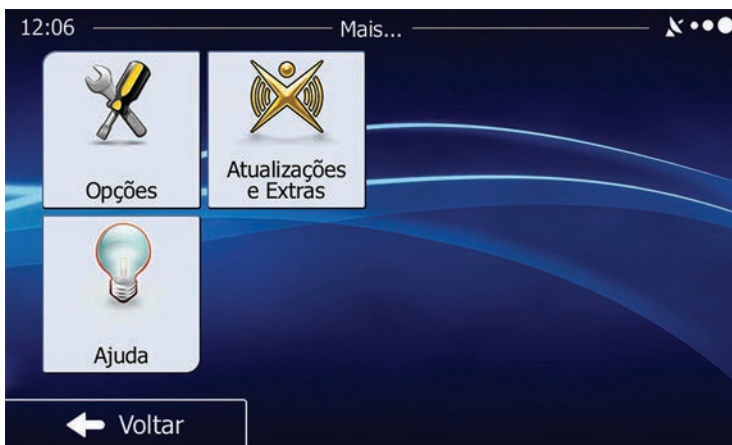 12:06
Mais...
Opções
Atualizações
e Extras
Ajuda
Voltar